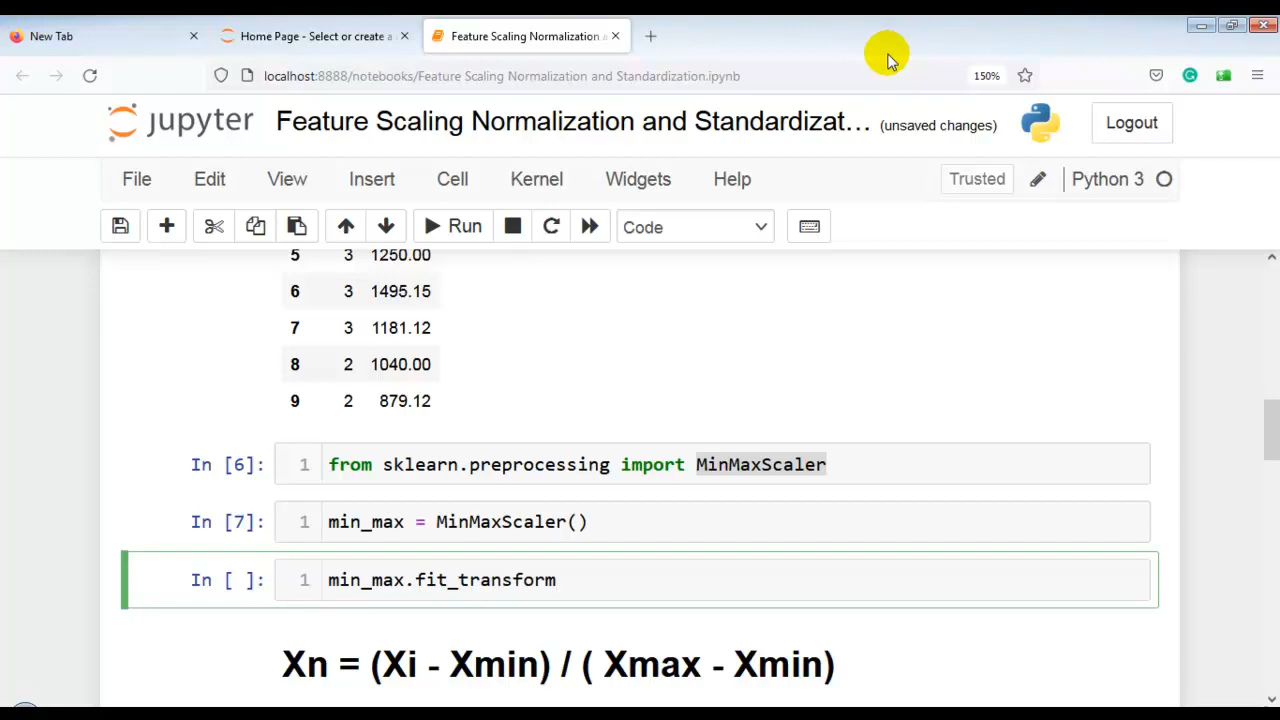 New Tab
Home Page - Select or create a
Feature Scaling Normalization a
localhost:8888/notebooks/Feature Scaling Normalization and Standardization.ipynb
150%
jupyter
Feature Scaling Normalization and Standardizat... (unsaved changes)
Logout
File Edit View Insert Cell Kernel Widgets Help
Trusted
Python 3
Run
Code
5 3 1250.00
6 3 1495.15
7 3 1181.12
8 2 1040.00
9 2 879.12
In [6]: 1 from sklearn.preprocessing import MinMaxScaler
In [7]: 1 min_max = MinMaxScaler()
In [ ]: 1 min_max.fit_transform
Xn = (Xi - Xmin) / ( Xmax - Xmin)